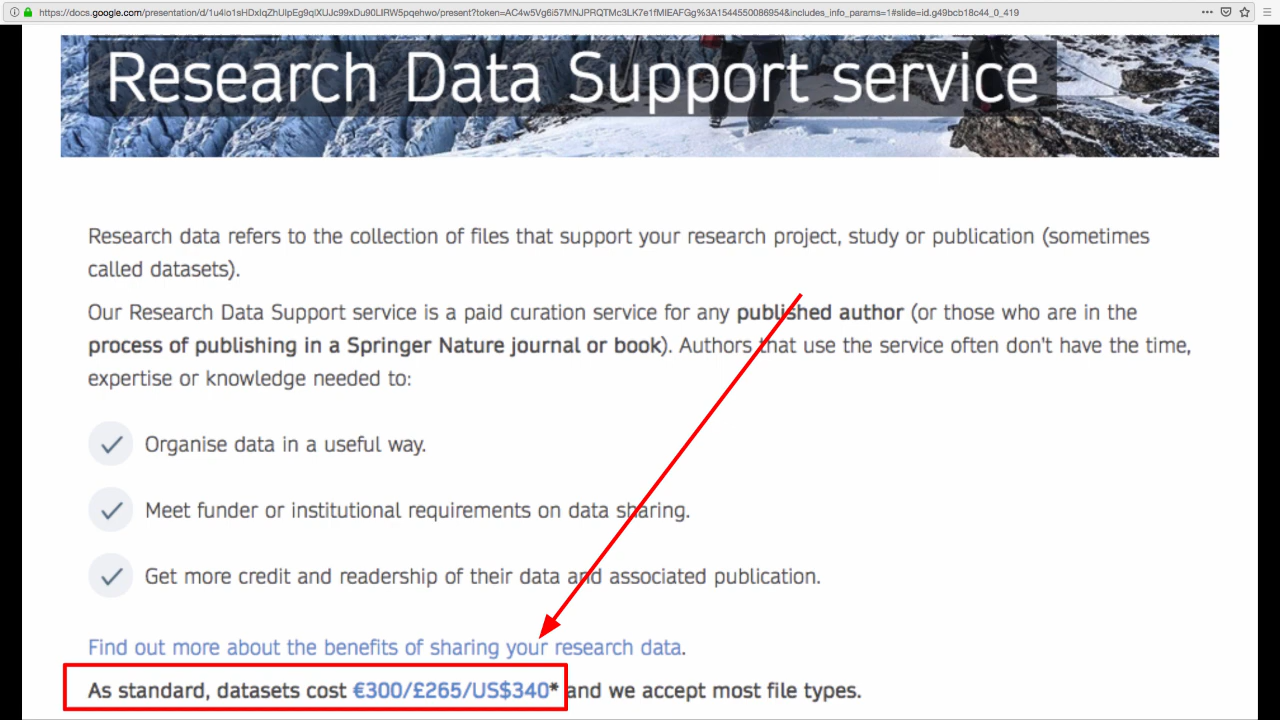 https://docs.google.com/presentation/d/1u4io1sHDxIqZhUIpEg9qIXUJc99xDu90LIRW5pqehwo/present?token=AC4w5Vg6i57MNJPRQTMc3LK7e1fMIEAFGg%3A1544550086954&includes_info_params=1#slide=id.g49bcb18c44_0_419
Research Data Support service
Research data refers to the collection of files that support your research project, study or publication (sometimes
called datasets).
Our Research Data Support service is a paid curation service for any published author (or those who are in the
process of publishing in a Springer Nature journal or book). Authors that use the service often don't have the time,
expertise or knowledge needed to:
Organise data in a useful way.
Meet funder or institutional requirements on data sharing.
Get more credit and readership of their data and associated publication.
Find out more about the benefits of sharing your research data.
As standard, datasets cost €300/£265/US$340* and we accept most file types.